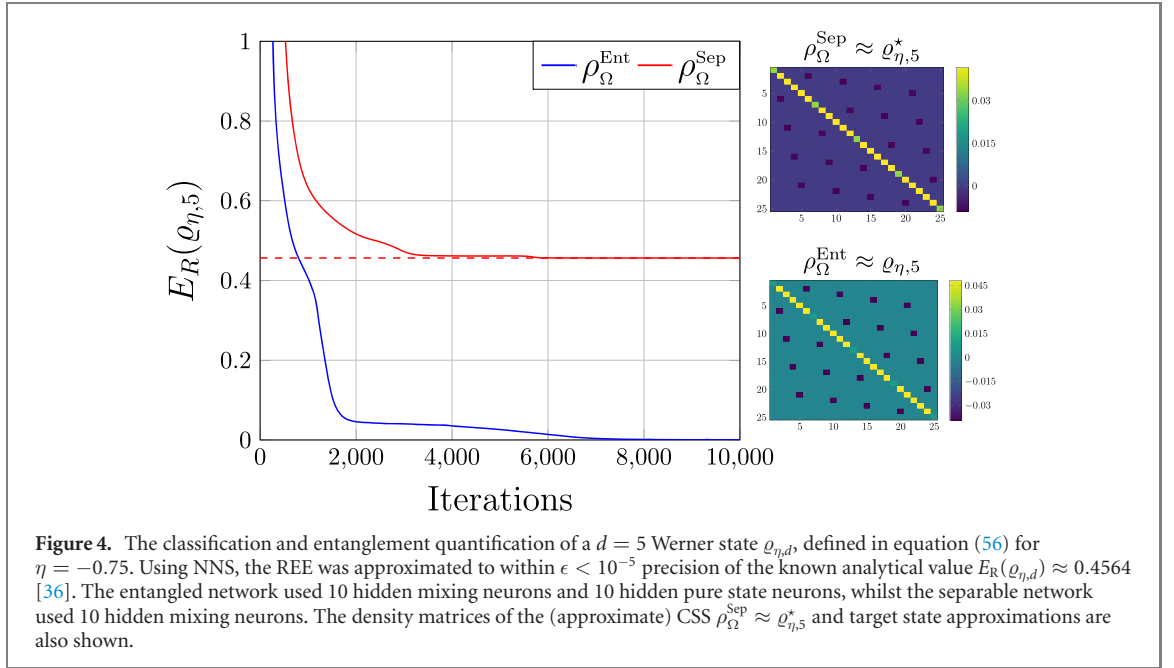 1
0.8
0.6
0.4
0.2
0
E_R(ϱ_{η,5})
0 2,000 4,000 6,000 8,000 10,000
Iterations
ρ_Ω^Ent ρ_Ω^Sep
ρ_Ω^Sep ≈ ϱ^⋆_{η,5}
5
10
15
20
25
5 10 15 20 25
0.03
0.015
0
ρ_Ω^Ent ≈ ϱ_{η,5}
5
10
15
20
25
5 10 15 20 25
0.045
0.03
0.015
0
−0.015
−0.03
Figure 4. The classification and entanglement quantification of a d = 5 Werner state ϱ_{η,d}, defined in equation (56) for
η = −0.75. Using NNS, the REE was approximated to within ϵ < 10^{−5} precision of the known analytical value E_R(ϱ_{η,d}) ≈ 0.4564
[36]. The entangled network used 10 hidden mixing neurons and 10 hidden pure state neurons, whilst the separable network
used 10 hidden mixing neurons. The density matrices of the (approximate) CSS ρ_Ω^Sep ≈ ϱ^⋆_{η,5} and target state approximations are
also shown.